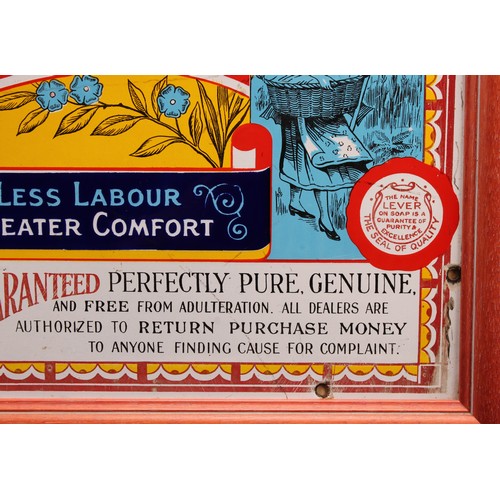 LESS LABOUR
EATER COMFORT
THE NAME
LEVER
ON SOAP IS A
GUARANTEE OF
PURITY &
EXCELLENCE
THE SEAL OF QUALITY
ARANTEED PERFECTLY PURE, GENUINE,
AND FREE FROM ADULTERATION. ALL DEALERS ARE
AUTHORIZED TO RETURN PURCHASE MONEY
TO ANYONE FINDING CAUSE FOR COMPLAINT.